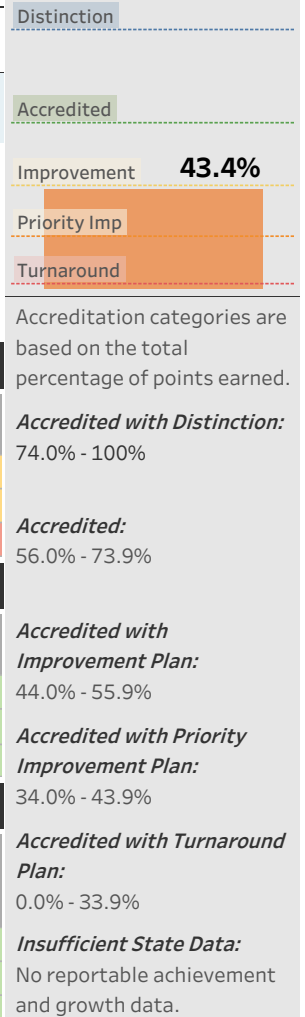 Distinction
Accredited
Improvement 43.4%
Priority Imp
Turnaround
Accreditation categories are
based on the total
percentage of points earned.
Accredited with Distinction:
74.0% - 100%
Accredited:
56.0% - 73.9%
Accredited with
Improvement Plan:
44.0% - 55.9%
Accredited with Priority
Improvement Plan:
34.0% - 43.9%
Accredited with Turnaround
Plan:
0.0% - 33.9%
Insufficient State Data:
No reportable achievement
and growth data.